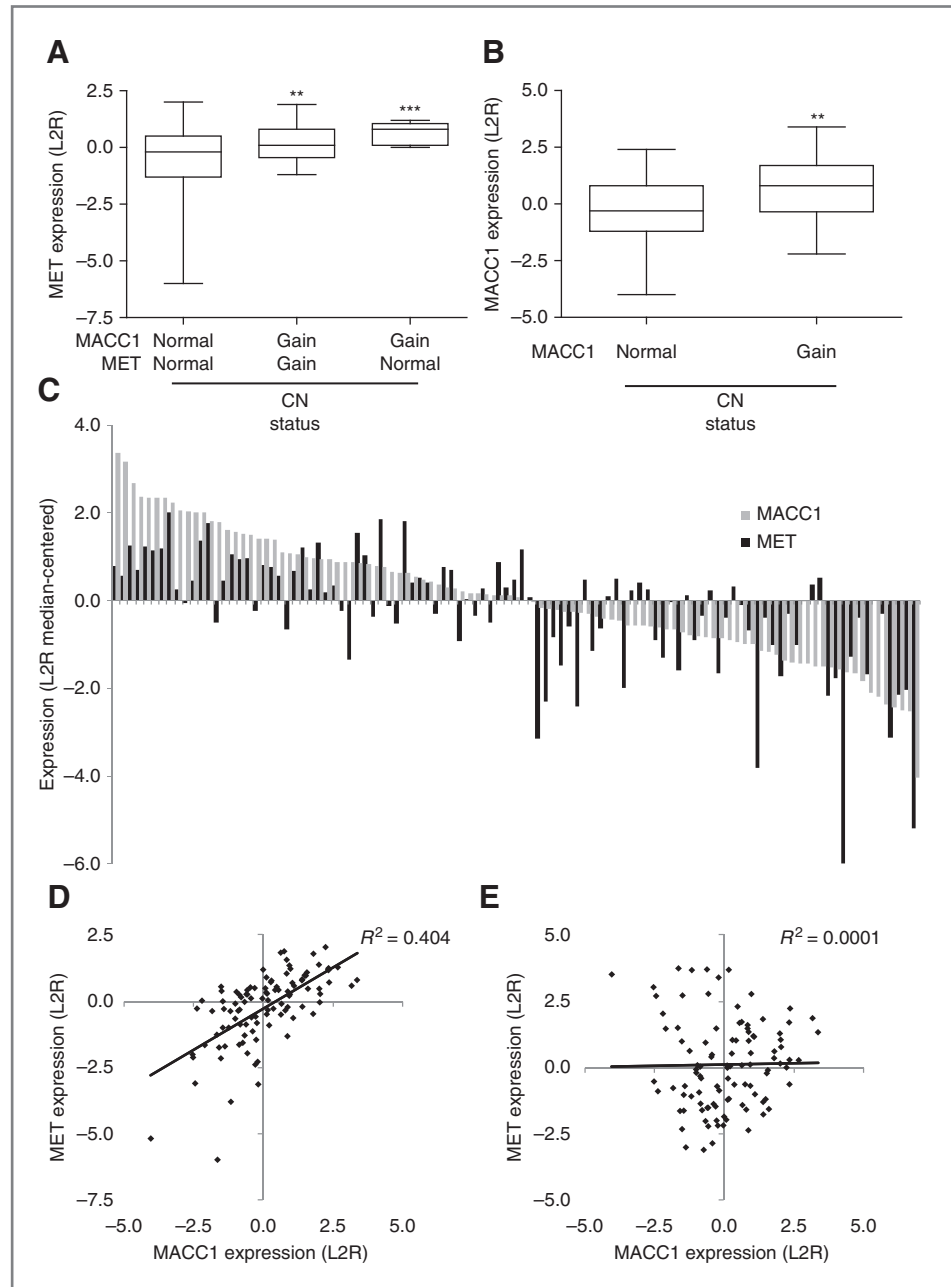 A
MET expression (L2R)
2.5
0.0
−2.5
−5.0
−7.5
**
***
MACC1 Normal Gain Gain
MET Normal Gain Normal
CN
status
B
MACC1 expression (L2R)
5.0
2.5
0.0
−2.5
−5.0
**
MACC1 Normal Gain
CN
status
C
Expression (L2R median-centered)
4.0
2.0
0.0
−2.0
−4.0
−6.0
MACC1
MET
D
MET expression (L2R)
2.5
0.0
−2.5
−5.0
−7.5
R² = 0.404
−5.0 −2.5 0.0 2.5 5.0
MACC1 expression (L2R)
E
MET expression (L2R)
5.0
2.5
0.0
−2.5
−5.0
R² = 0.0001
−5.0 −2.5 0.0 2.5 5.0
MACC1 expression (L2R)